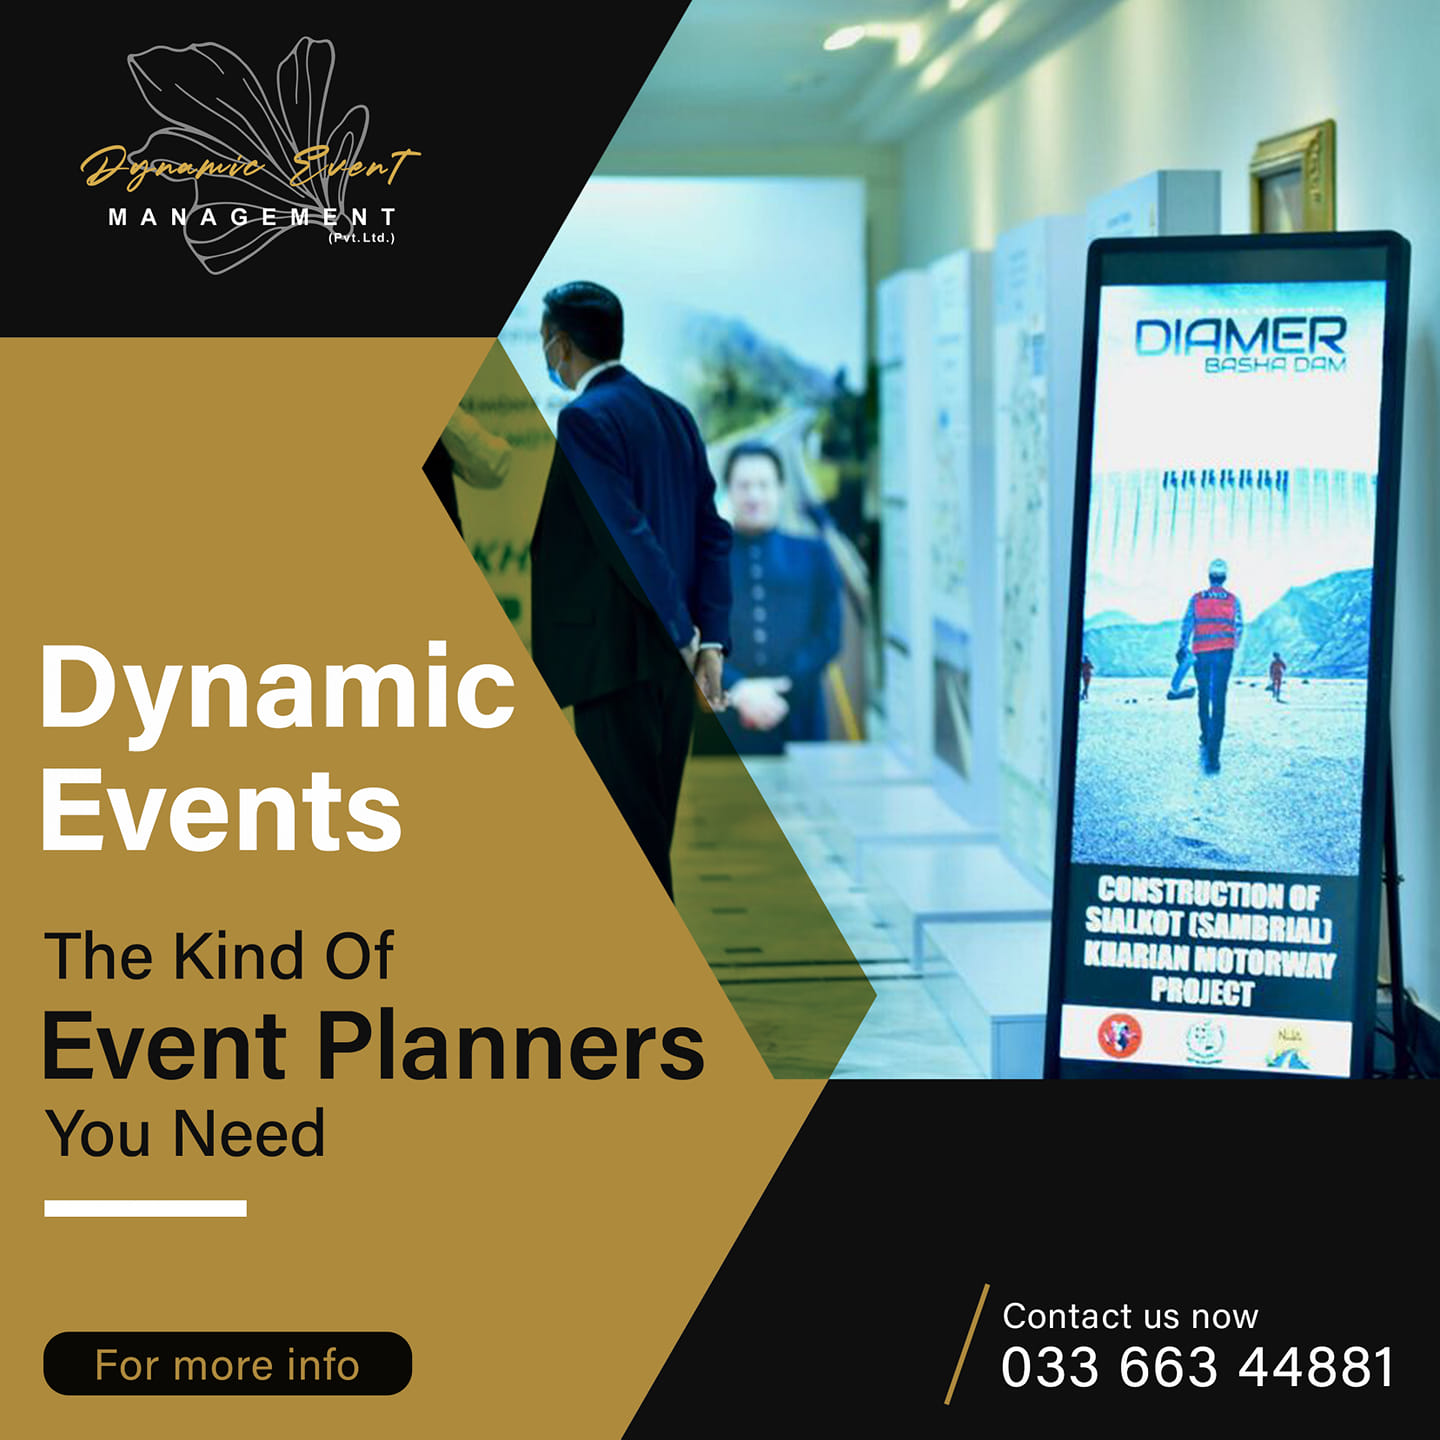 Dynamic Event
MANAGEMENT
(Pvt.Ltd.)
DIAMER
BASHA DAM
FWO
CONSTRUCTION OF
SIALKOT (SAMBRIAL)
KHARIAN MOTORWAY
PROJECT
Dynamic
Events
The Kind Of
Event Planners
You Need
For more info
Contact us now
033 663 44881